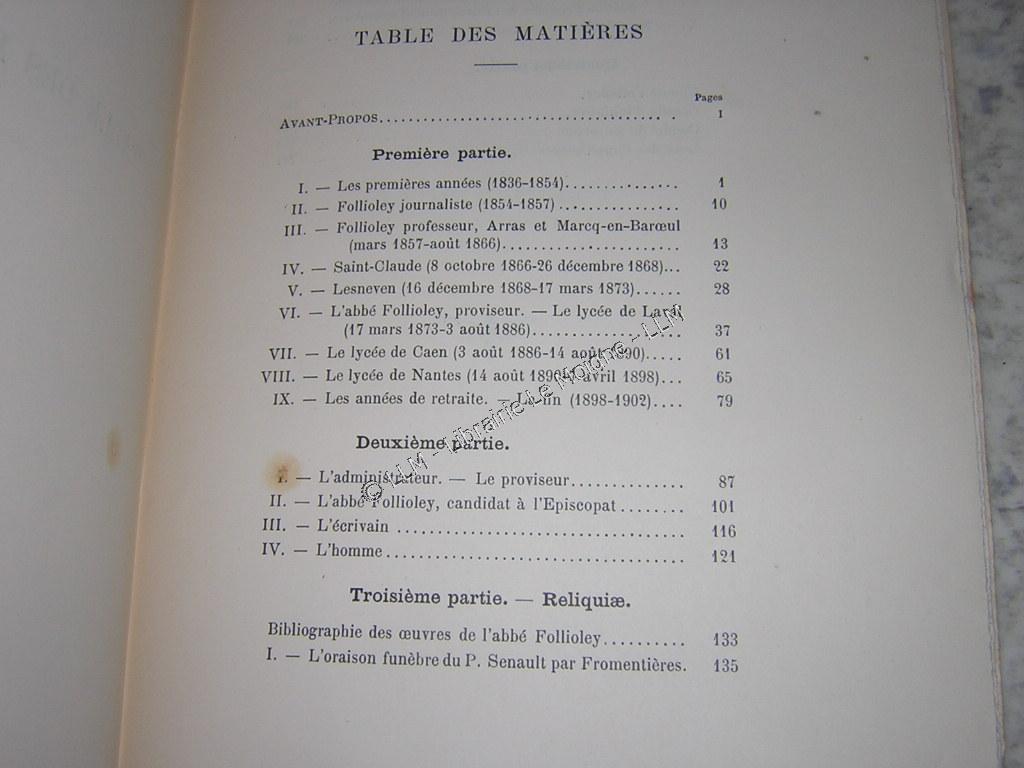 TABLE DES MATIÈRES
Pages
AVANT-PROPOS.................................... . I
Première partie.
I. — Les premières années (1836-1854)............... 1
II. — Follioley journaliste (1854-1857)................ 10
III. — Follioley professeur, Arras et Marcq-en-Barœul
(mars 1857-août 1866)....................... 13
IV. — Saint-Claude (8 octobre 1866-26 décembre 1868)... 22
V. — Lesneven (16 décembre 1868-17 mars 1873)...... 28
VI. — L'abbé Follioley, proviseur. — Le lycée de Laval
(17 mars 1873-3 août 1886).................... 37
VII. — Le lycée de Caen (3 août 1886-14 août 1890)..... 61
VIII. — Le lycée de Nantes (14 août 1890- avril 1898)... 65
IX. — Les années de retraite. — La fin (1898-1902).... 79
Deuxième partie.
I. — L'administrateur. — Le proviseur.............. 87
II. — L'abbé Follioley, candidat à l'Episcopat........ 101
III. — L'écrivain .................................. 116
IV. — L'homme.................................... 121
Troisième partie. — Reliquiæ.
Bibliographie des œuvres de l'abbé Follioley.......... 133
I. — L'oraison funèbre du P. Senault par Fromentières. 135
© LLM - Librairie Le Moigne - LLM